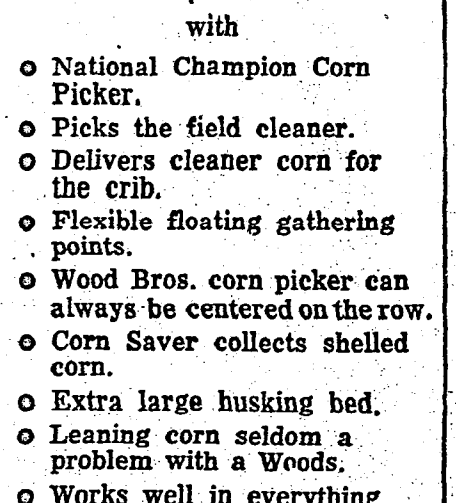 with
National Champion Corn
Picker.
Picks the field cleaner.
Delivers cleaner corn for
the crib.
Flexible floating gathering
points.
Wood Bros. corn picker can
always be centered on the row.
Corn Saver collects shelled
corn.
Extra large husking bed.
Leaning corn seldom a
problem with a Woods.
Works well in everything